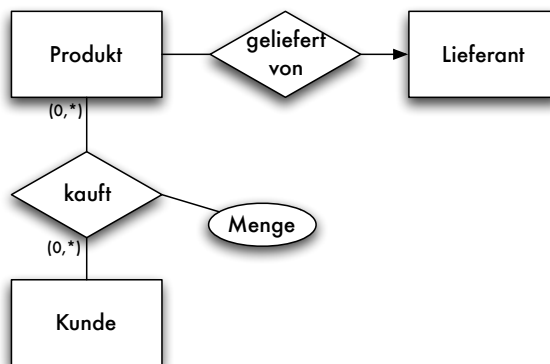 Produkt
geliefert
von
Lieferant
(0,*)
kauft
Menge
(0,*)
Kunde